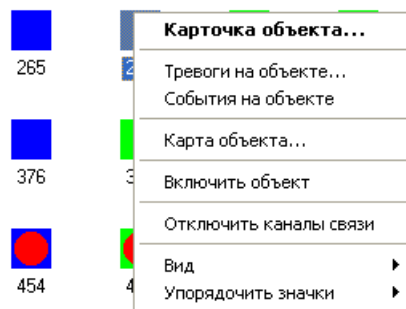 Карточка объекта...
265
Тревоги на объекте...
События на объекте
Карта объекта...
376
Включить объект
Отключить каналы связи
Вид
454
Упорядочить значки